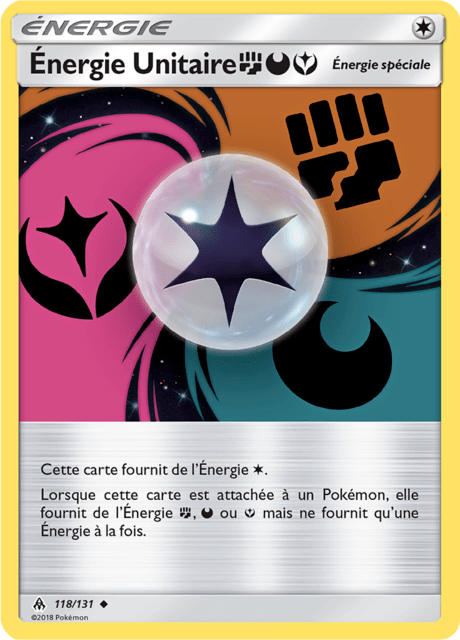 ÉNERGIE
Énergie Unitaire Énergie spéciale
Cette carte fournit de l'Énergie .
Lorsque cette carte est attachée à un Pokémon, elle
fournit de l'Énergie , ou mais ne fournit qu'une
Énergie à la fois.
118/131
©2018 Pokémon